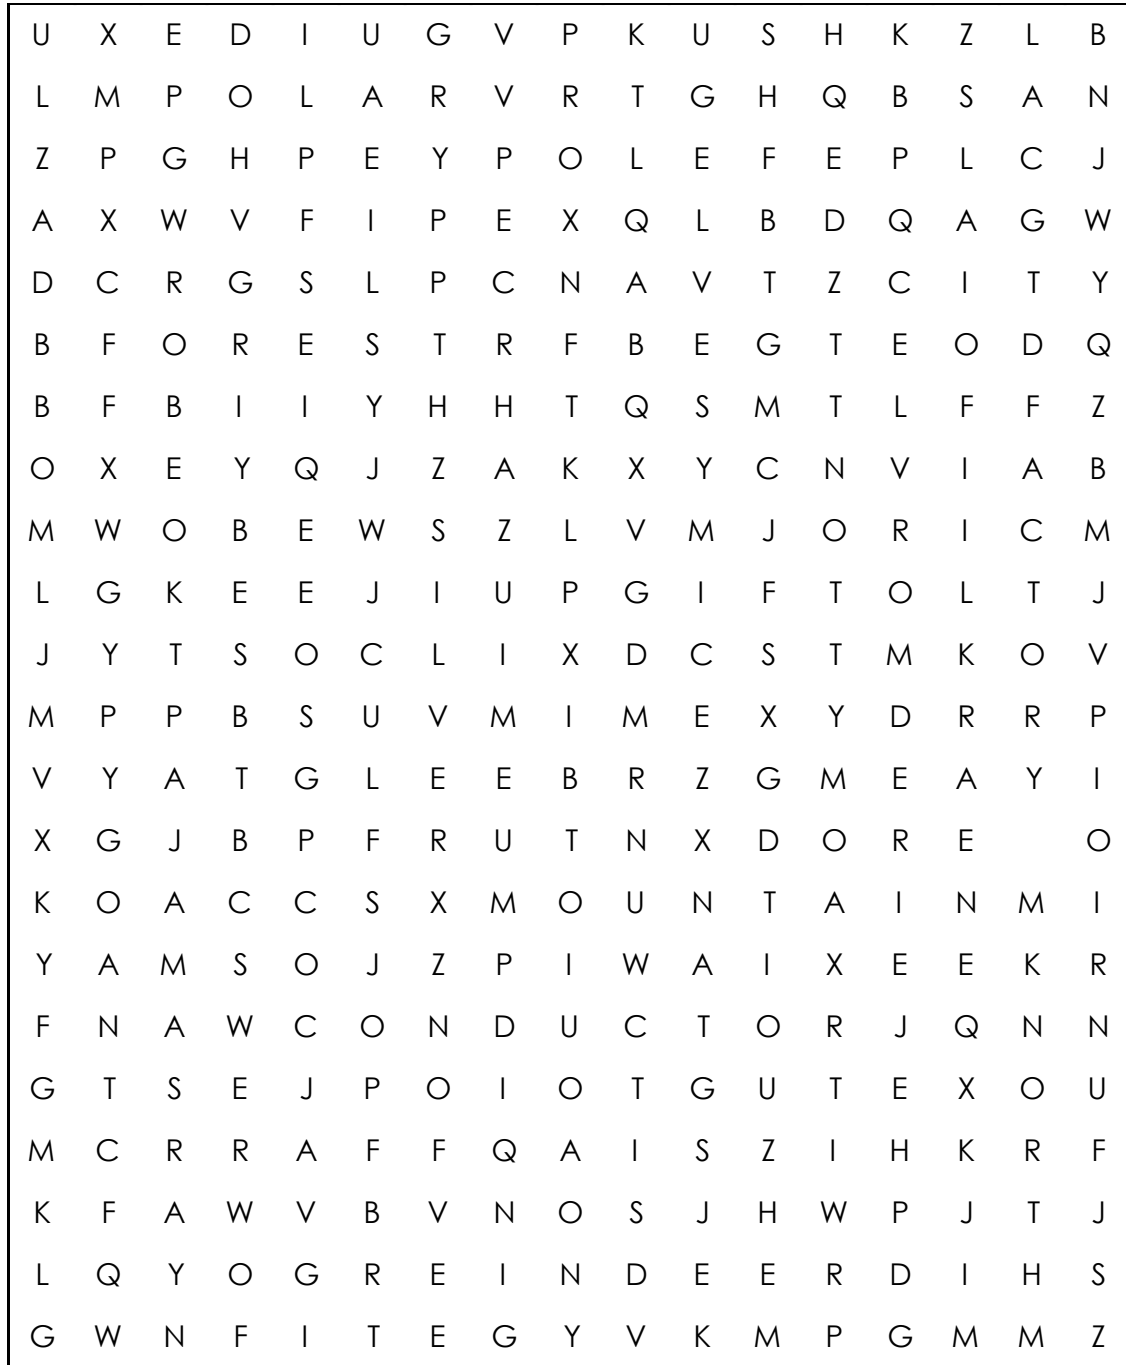 U X E D I U G V P K U S H K Z L B
L M P O L A R V R T G H Q B S A N
Z P G H P E Y P O L E F E P L C J
A X W V F I P E X Q L B D Q A G W
D C R G S L P C N A V T Z C I T Y
B F O R E S T R F B E G T E O D Q
B F B I I Y H H T Q S M T L F F Z
O X E Y Q J Z A K X Y C N V I A B
M W O B E W S Z L V M J O R I C M
L G K E E J I U P G I F T O L T J
J Y T S O C L I X D C S T M K O V
M P P B S U V M I M E X Y D R R P
V Y A T G L E E B R Z G M E A Y I
X G J B P F R U T N X D O R E O
K O A C C S X M O U N T A I N M I
Y A M S O J Z P I W A I X E E K R
F N A W C O N D U C T O R J Q N N
G T S E J P O I O T G U T E X O U
M C R R A F F Q A I S Z I H K R F
K F A W V B V N O S J H W P J T J
L Q Y O G R E I N D E E R D I H S
G W N F I T E G Y V K M P G M M Z